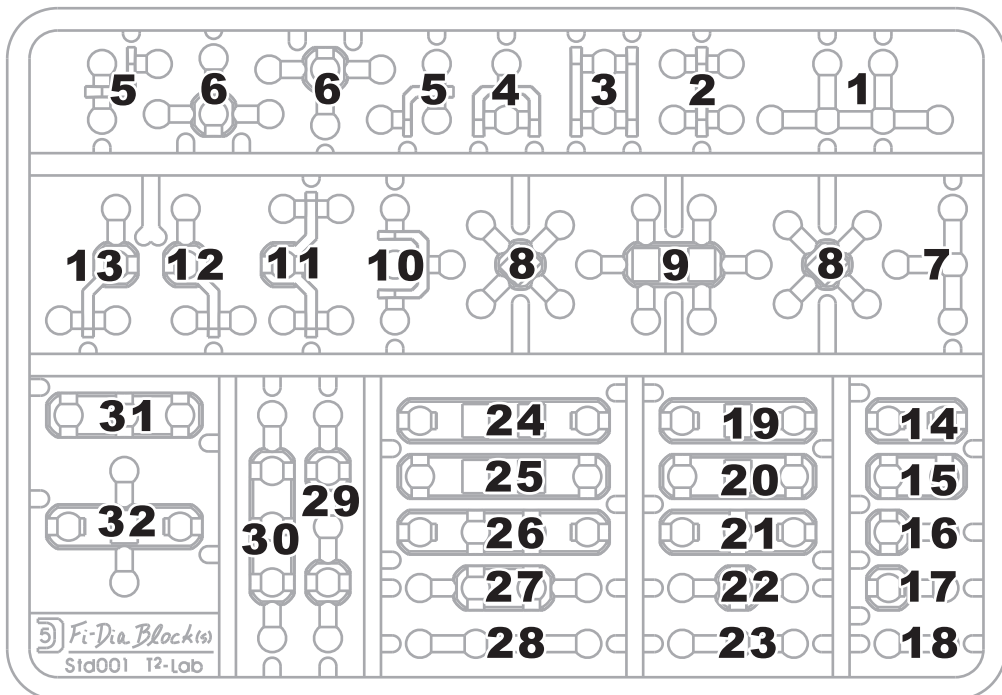 5 6 6 5 4 3 2 1
13 12 11 10 8 9 8 7
31 24 19 14
25 20 15
29
32 30 26 21 16
27 22 17
28 23 18
5 Fi-Dia Block(s)
Std001 T²-Lab